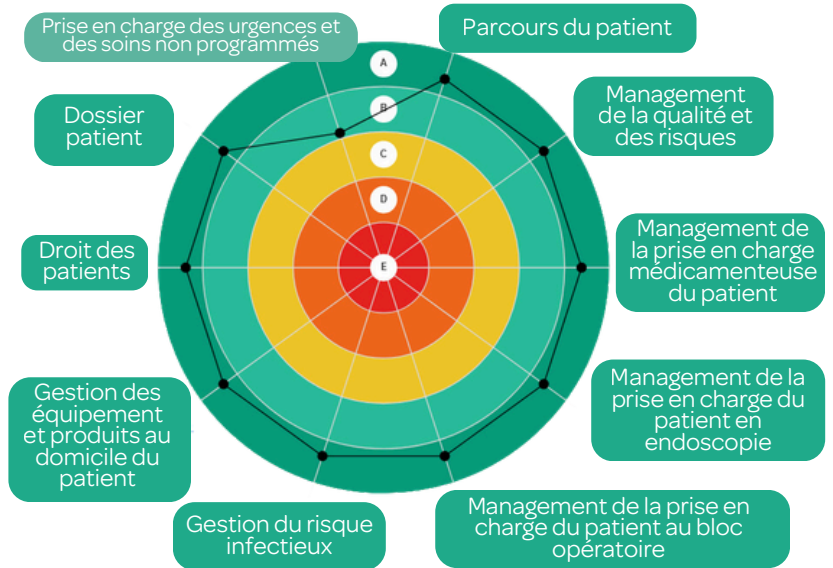 Prise en charge des urgences et
des soins non programmés
Parcours du patient
A
Management
de la qualité et
des risques
Dossier
patient
B
C
D
Droit des
patients
E
Management de
la prise en charge
médicamenteuse
du patient
Gestion des
équipement
et produits au
domicile du
patient
Management de la
prise en charge du
patient en
endoscopie
Gestion du risque
infectieux
Management de la prise en
charge du patient au bloc
opératoire